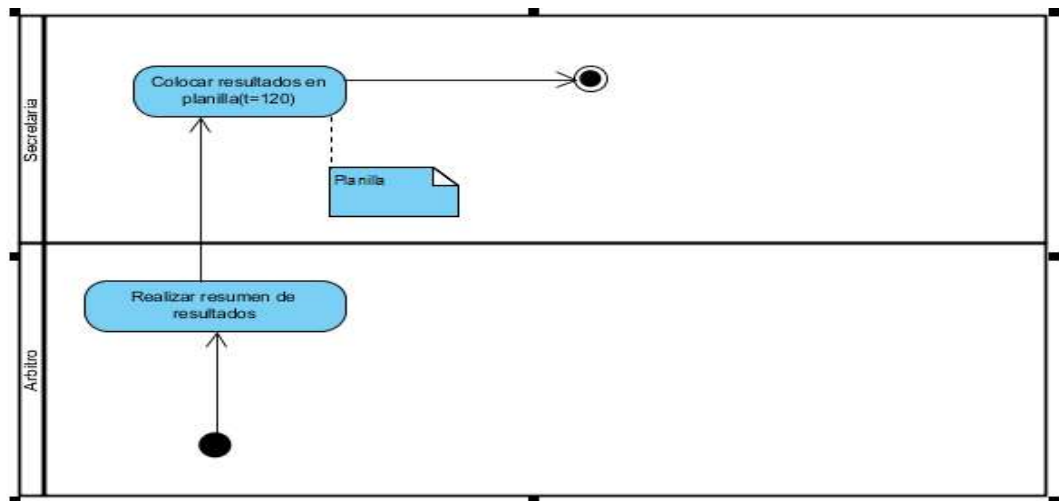 Secretaria
Colocar resultados en
planilla(t=120)
Planilla
Arbitro
Realizar resumen de
resultados